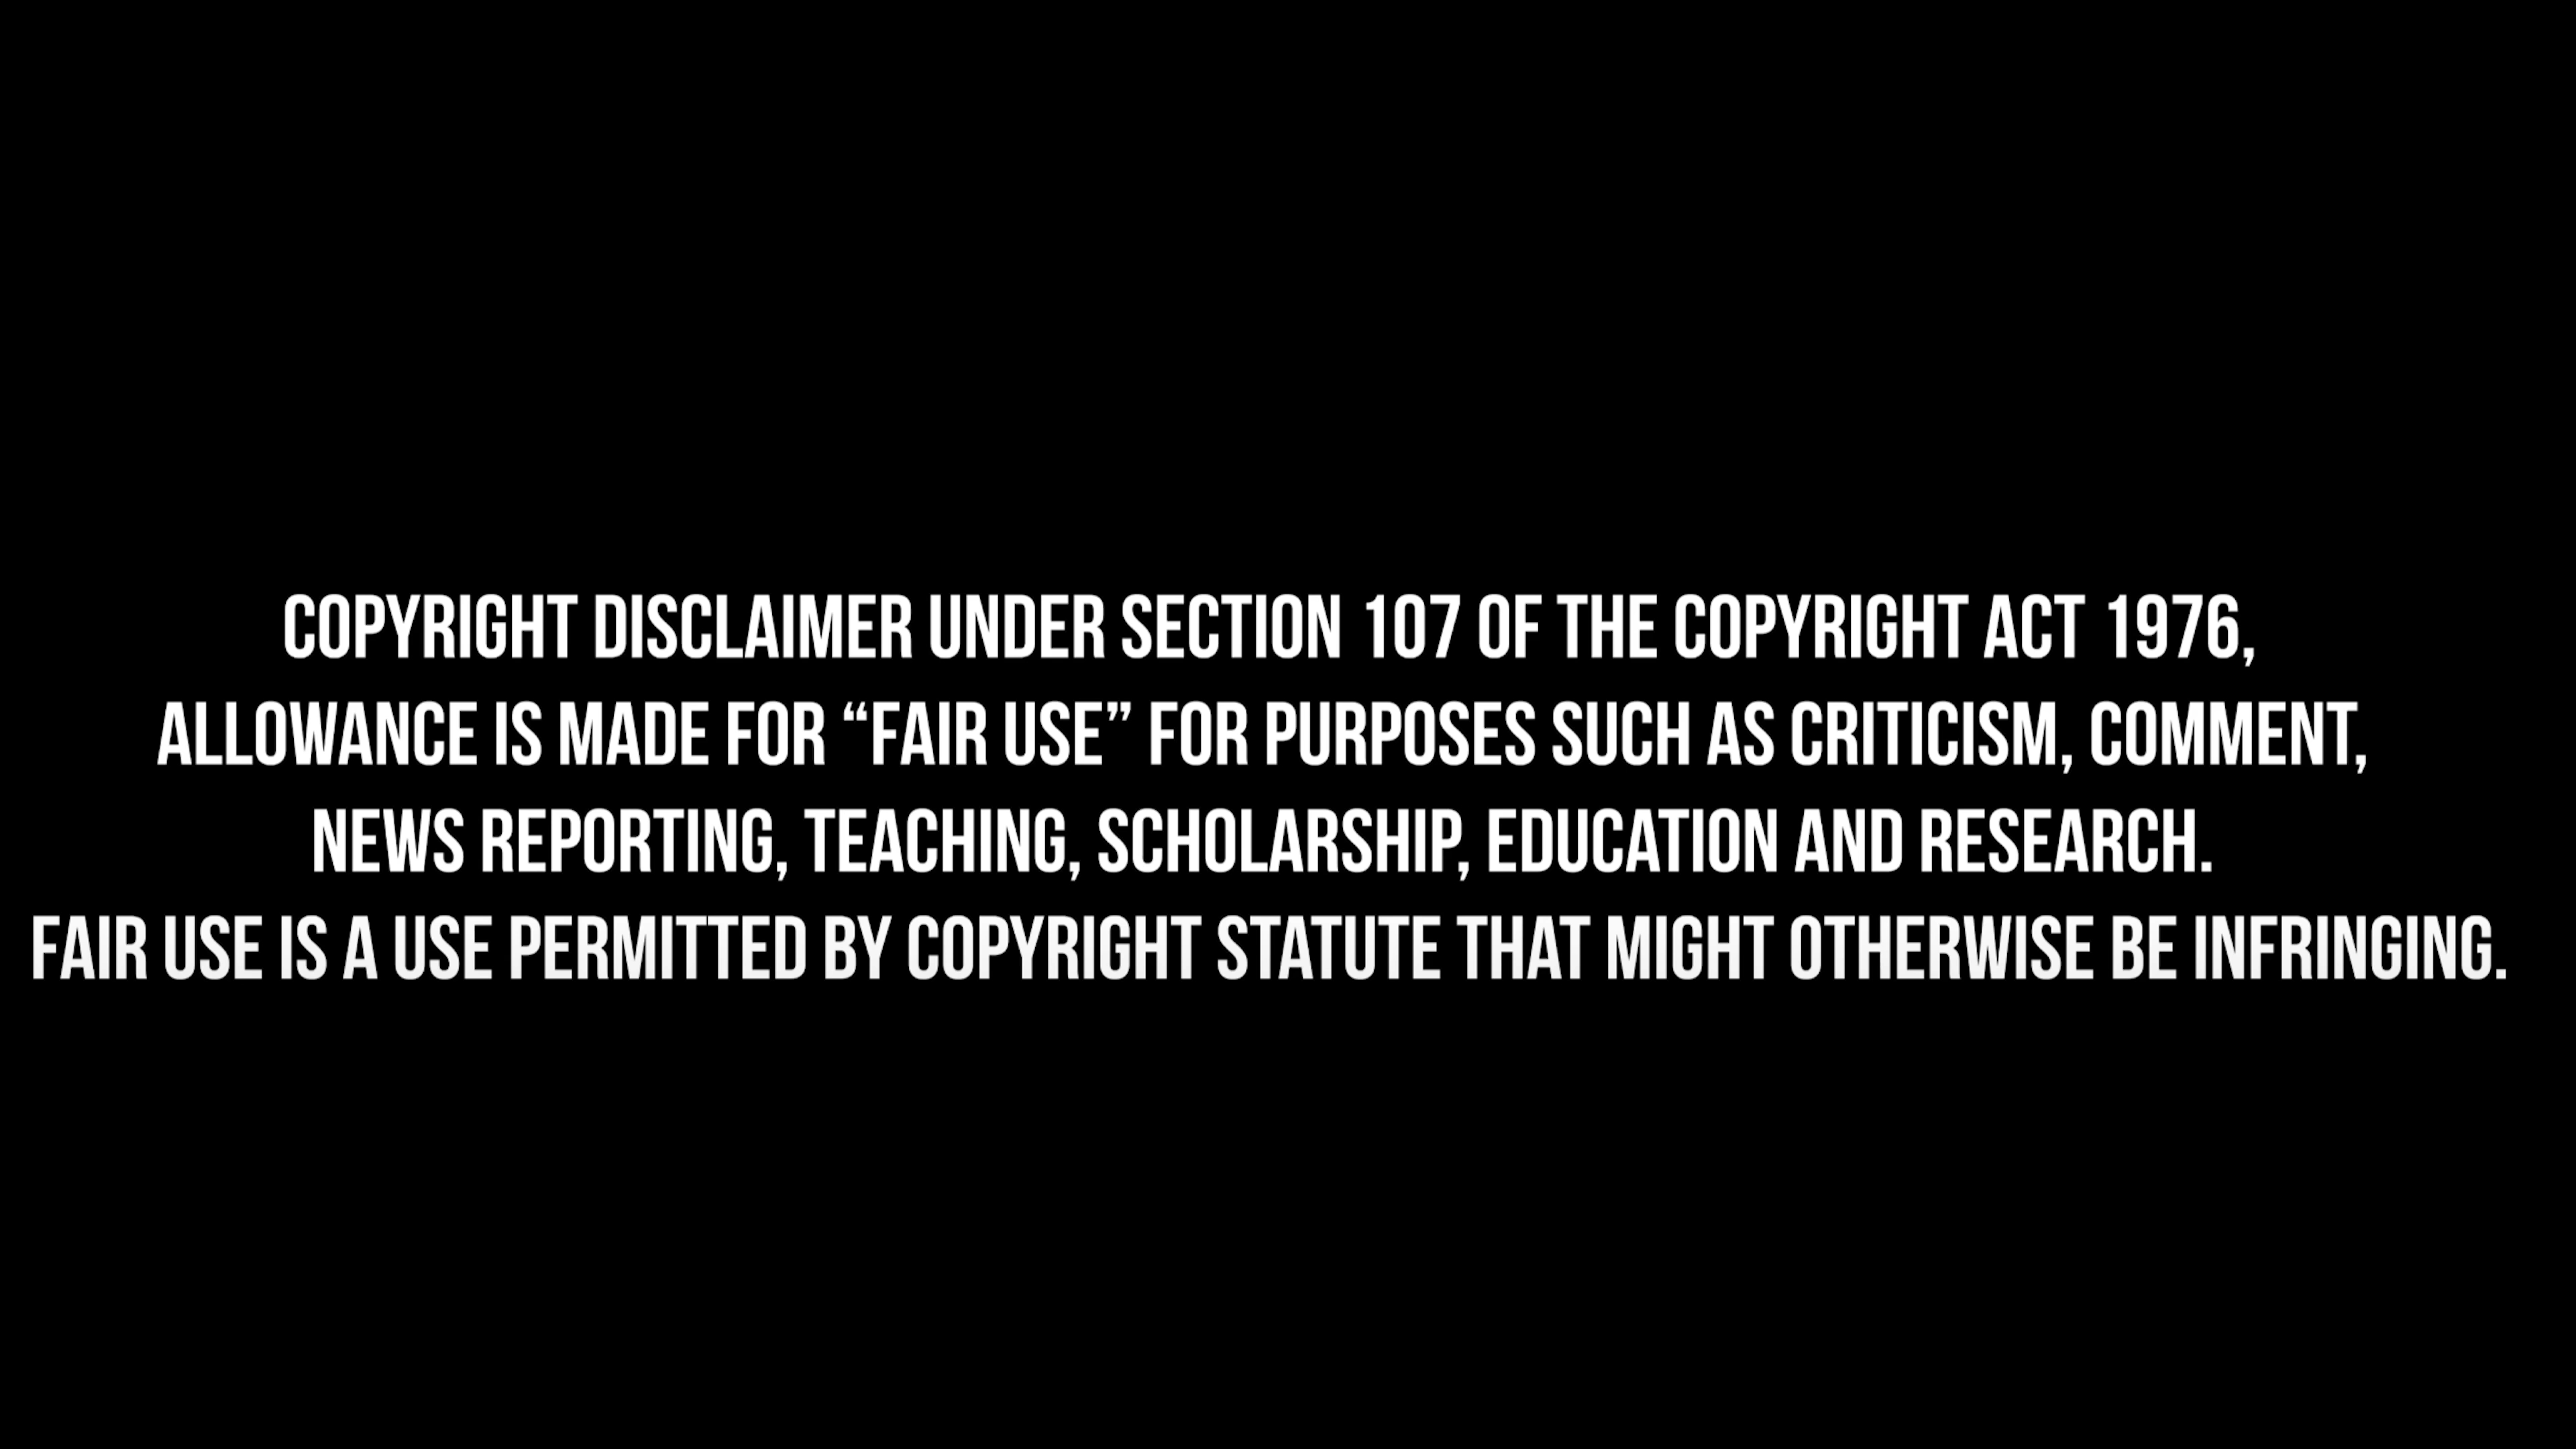 COPYRIGHT DISCLAIMER UNDER SECTION 107 OF THE COPYRIGHT ACT 1976,
ALLOWANCE IS MADE FOR “FAIR USE” FOR PURPOSES SUCH AS CRITICISM, COMMENT,
NEWS REPORTING, TEACHING, SCHOLARSHIP, EDUCATION AND RESEARCH.
FAIR USE IS A USE PERMITTED BY COPYRIGHT STATUTE THAT MIGHT OTHERWISE BE INFRINGING.